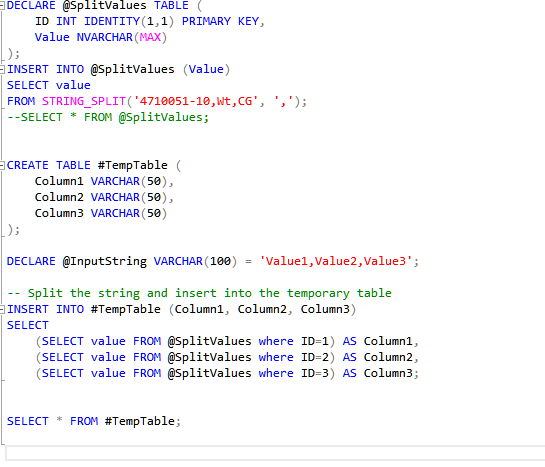 DECLARE @SplitValues TABLE (
    ID INT IDENTITY(1,1) PRIMARY KEY,
    Value NVARCHAR(MAX)
);
INSERT INTO @SplitValues (Value)
SELECT value
FROM STRING_SPLIT('4710051-10,Wt,CG', ',');
--SELECT * FROM @SplitValues;
CREATE TABLE #TempTable (
    Column1 VARCHAR(50),
    Column2 VARCHAR(50),
    Column3 VARCHAR(50)
);
DECLARE @InputString VARCHAR(100) = 'Value1,Value2,Value3';
-- Split the string and insert into the temporary table
INSERT INTO #TempTable (Column1, Column2, Column3)
SELECT
    (SELECT value FROM @SplitValues where ID=1) AS Column1,
    (SELECT value FROM @SplitValues where ID=2) AS Column2,
    (SELECT value FROM @SplitValues where ID=3) AS Column3;
SELECT * FROM #TempTable;